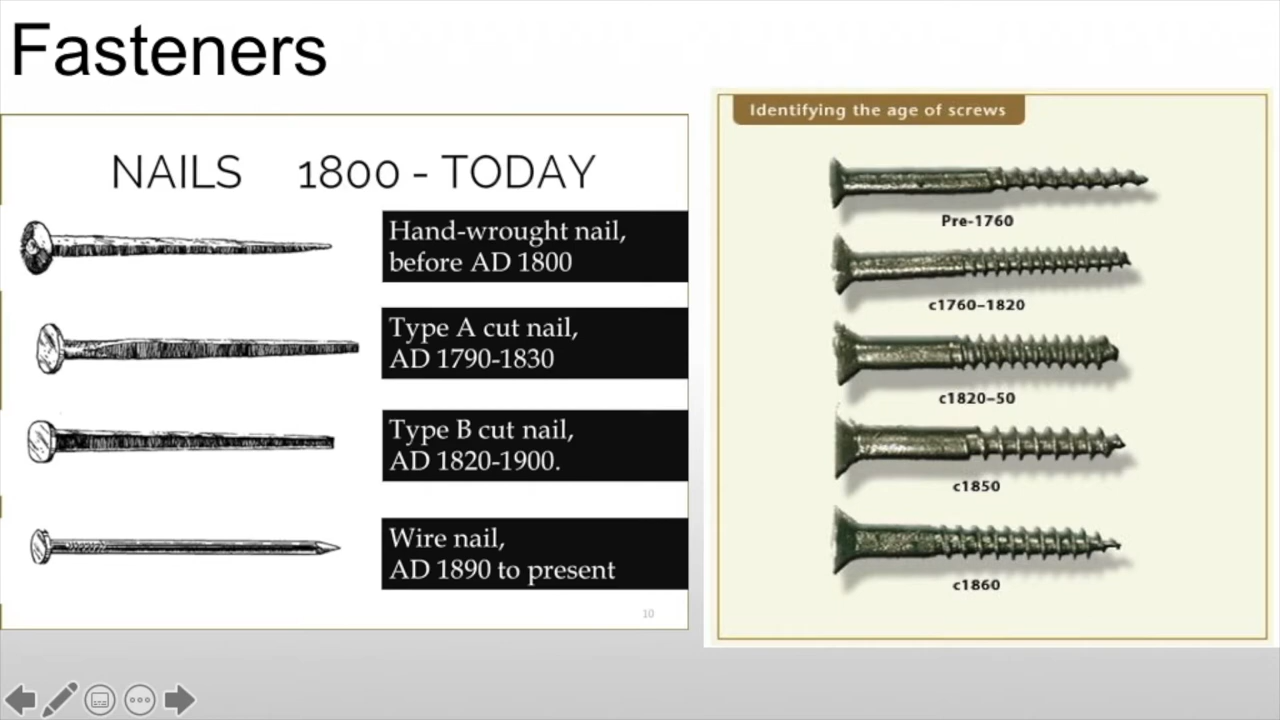 Fasteners
NAILS 1800 - TODAY
Hand-wrought nail,
before AD 1800
Type A cut nail,
AD 1790-1830
Type B cut nail,
AD 1820-1900.
Wire nail,
AD 1890 to present
10
Identifying the age of screws
Pre-1760
c1760–1820
c1820–50
c1850
c1860